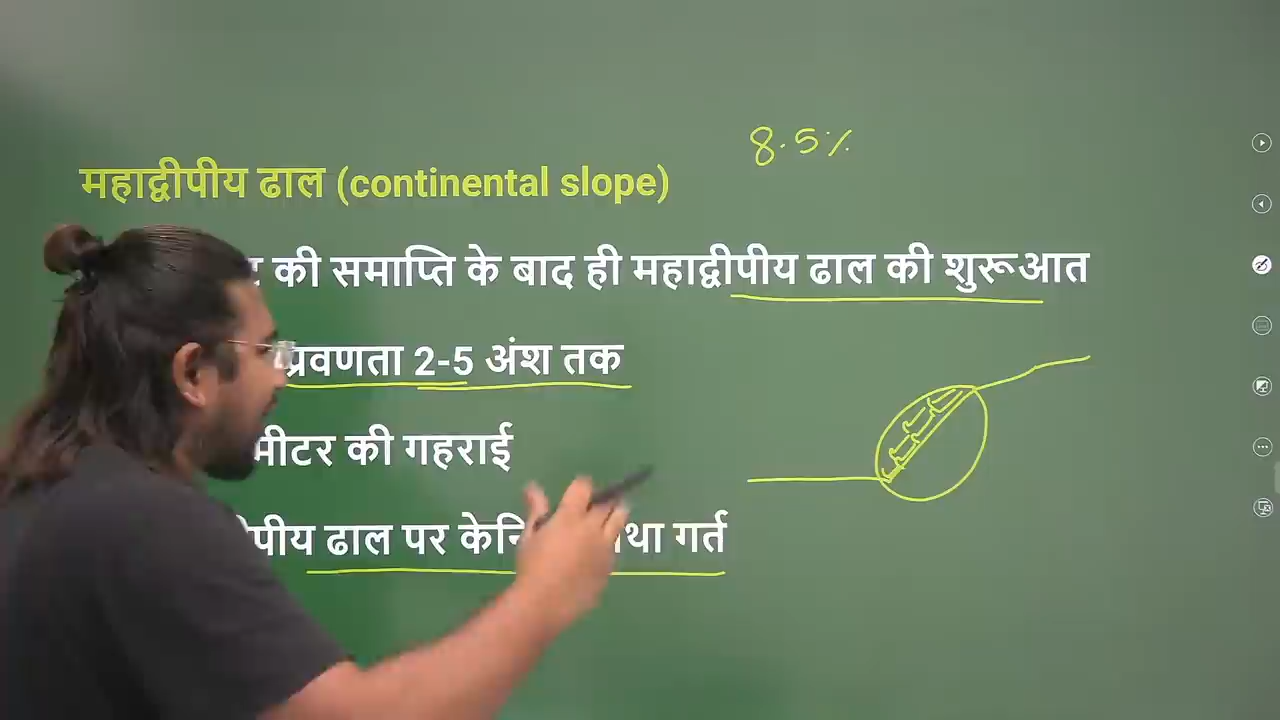 8.5%
महाद्वीपीय ढाल (continental slope)
की समाप्ति के बाद ही महाद्वीपीय ढाल की शुरूआत
प्रवणता 2-5 अंश तक
मीटर की गहराई
ढाल पर गर्त